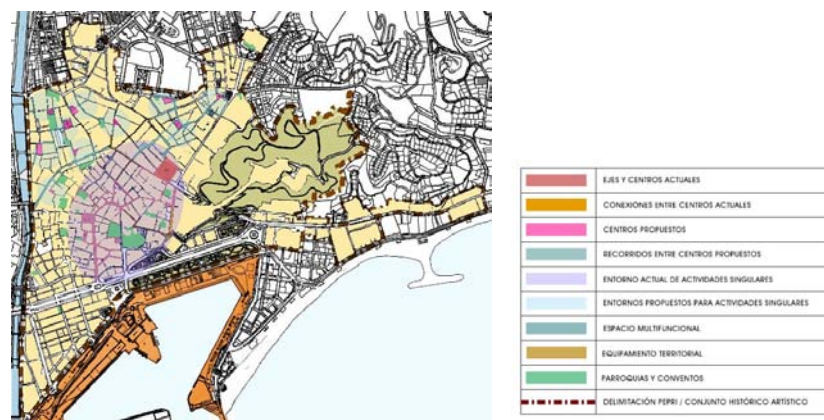 EJES Y CENTROS ACTUALES
CONEXIONES ENTRE CENTROS ACTUALES
CENTROS PROPUESTOS
RECORRIDOS ENTRE CENTROS PROPUESTOS
ENTORNO ACTUAL DE ACTIVIDADES SINGULARES
ENTORNOS PROPUESTOS PARA ACTIVIDADES SINGULARES
ESPACIO MULTIFUNCIONAL
EQUIPAMIENTO TERRITORIAL
PARROQUIAS Y CONVENTOS
DELIMITACIÓN PEPRI / CONJUNTO HISTÓRICO ARTÍSTICO